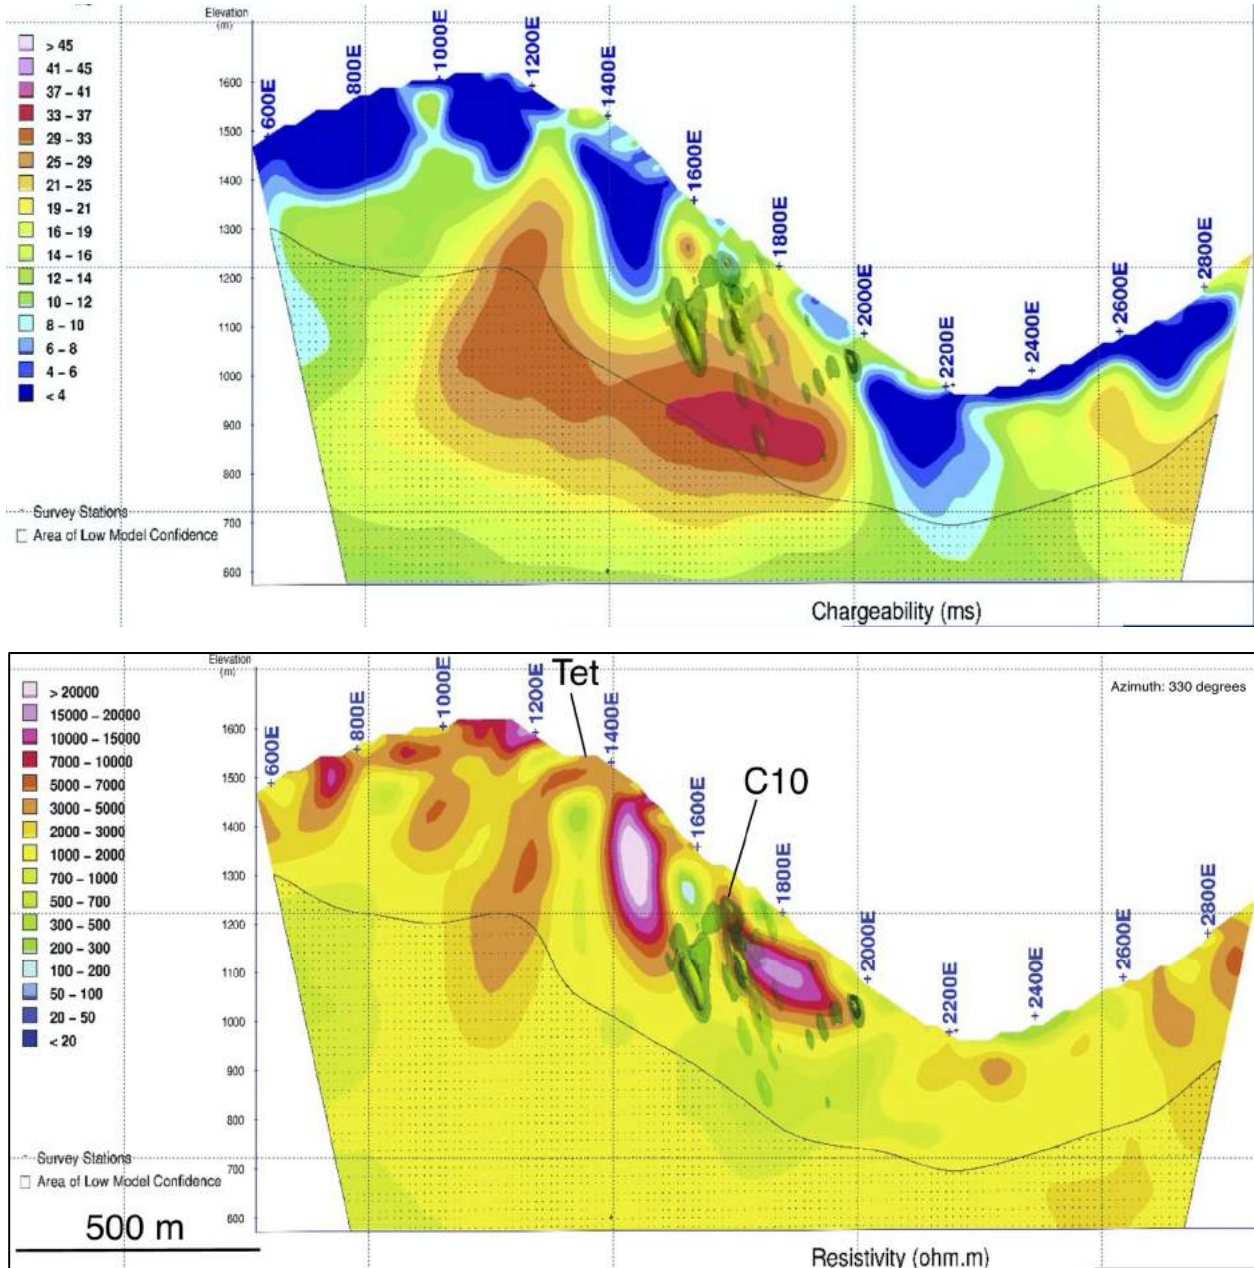 Elevation
(m)
> 45
41 – 45
37 – 41
33 – 37
29 – 33
25 – 29
21 – 25
19 – 21
16 – 19
14 – 16
12 – 14
10 – 12
8 – 10
6 – 8
4 – 6
< 4
Survey Stations
Area of Low Model Confidence
1600
1500
1400
1300
1200
1100
1000
900
800
700
600
+600E
800E
+1000E
+1200E
+1400E
+1600E
+1800E
+2000E
+2200E
+2400E
+2600E
+2800E
Chargeability (ms)
Elevation
(m)
Tet
C10
Azimuth: 330 degrees
> 20000
15000 – 20000
10000 – 15000
7000 – 10000
5000 – 7000
3000 – 5000
2000 – 3000
1000 – 2000
700 – 1000
500 – 700
300 – 500
200 – 300
100 – 200
50 – 100
20 – 50
< 20
Survey Stations
Area of Low Model Confidence
500 m
1600
1500
1400
1300
1200
1100
1000
900
800
700
600
+600E
+800E
+1000E
+1200E
+1400E
+1600E
+1800E
+2000E
+2200E
+2400E
+2600E
+2800E
Resistivity (ohm.m)